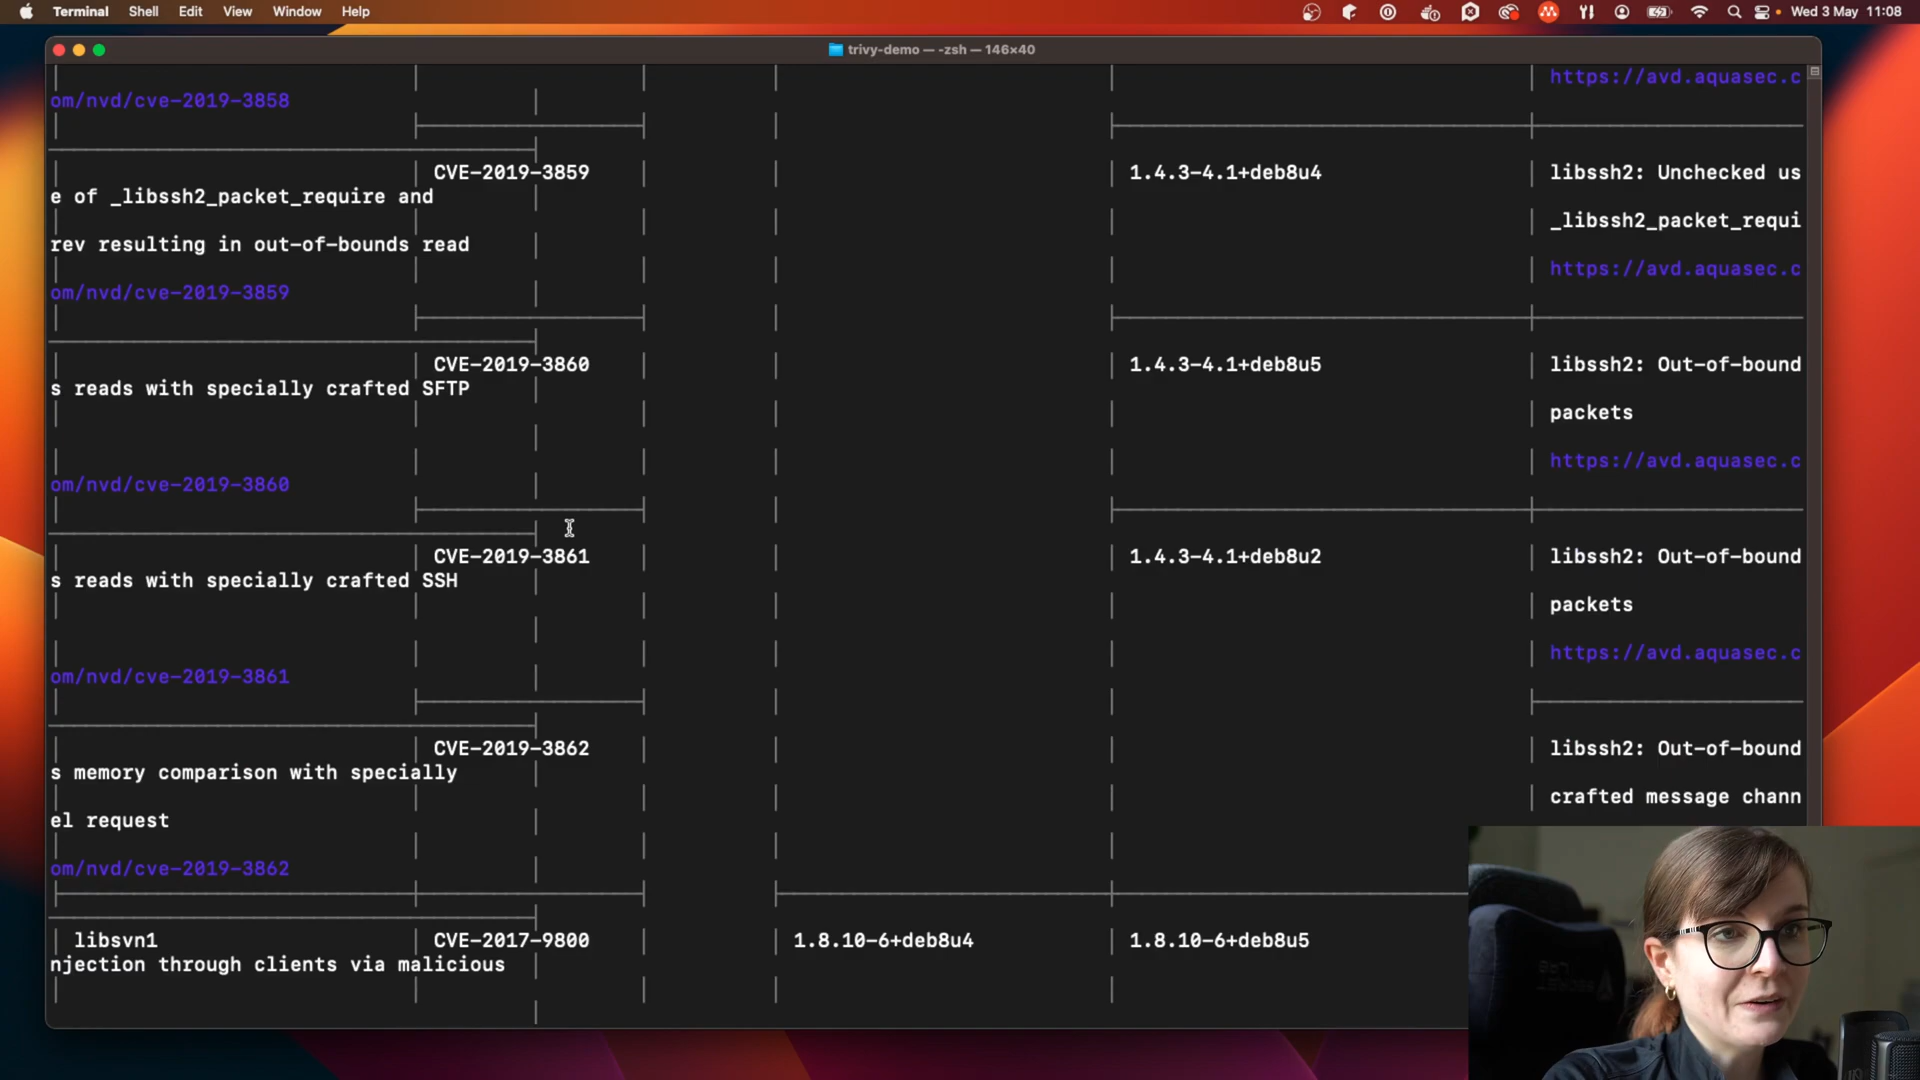 Terminal Shell Edit View Window Help Wed 3 May 11:08
trivy-demo — -zsh — 146×40
https://avd.aquasec.c
om/nvd/cve-2019-3858
CVE-2019-3859 1.4.3-4.1+deb8u4 libssh2: Unchecked us
e of _libssh2_packet_require and
_libssh2_packet_requi
rev resulting in out-of-bounds read
https://avd.aquasec.c
om/nvd/cve-2019-3859
CVE-2019-3860 1.4.3-4.1+deb8u5 libssh2: Out-of-bound
s reads with specially crafted SFTP
packets
https://avd.aquasec.c
om/nvd/cve-2019-3860
CVE-2019-3861 1.4.3-4.1+deb8u2 libssh2: Out-of-bound
s reads with specially crafted SSH
packets
https://avd.aquasec.c
om/nvd/cve-2019-3861
CVE-2019-3862 libssh2: Out-of-bound
s memory comparison with specially
crafted message chann
el request
om/nvd/cve-2019-3862
libsvn1 CVE-2017-9800 1.8.10-6+deb8u4 1.8.10-6+deb8u5
njection through clients via malicious